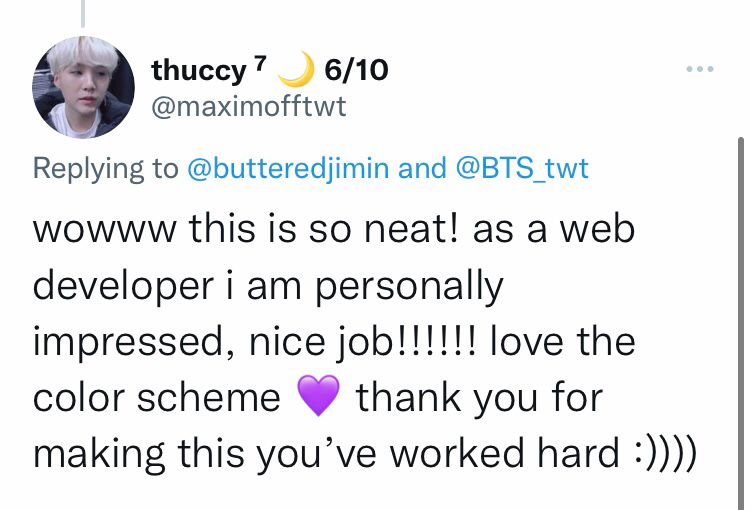 thuccy ⁷ 🌙 6/10
@maximofftwt
Replying to @butteredjimin and @BTS_twt
wowww this is so neat! as a web
developer i am personally
impressed, nice job!!!!!! love the
color scheme 💜 thank you for
making this you’ve worked hard :))))